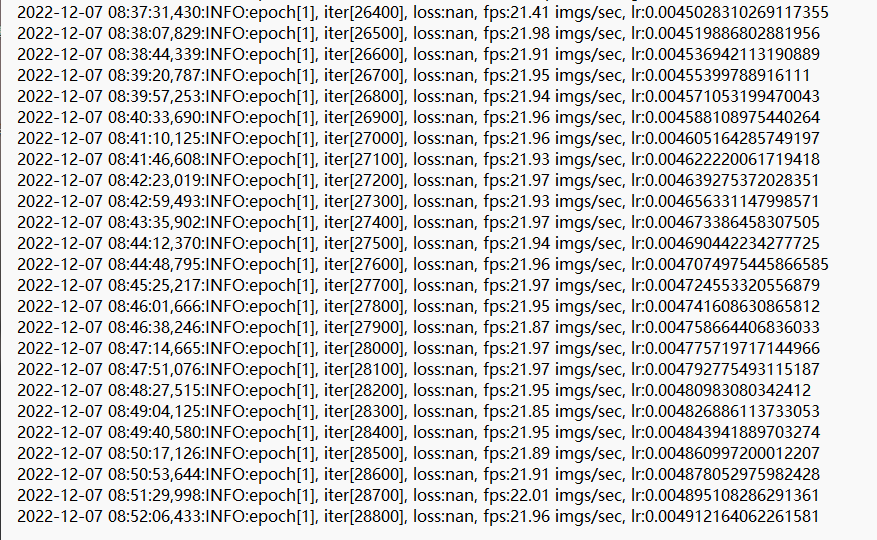 2022-12-07 08:37:31,430:INFO:epoch[1], iter[26400], loss:nan, fps:21.41 imgs/sec, lr:0.0045028310269117355
2022-12-07 08:38:07,829:INFO:epoch[1], iter[26500], loss:nan, fps:21.98 imgs/sec, lr:0.004519886802881956
2022-12-07 08:38:44,339:INFO:epoch[1], iter[26600], loss:nan, fps:21.91 imgs/sec, lr:0.004536942113190889
2022-12-07 08:39:20,787:INFO:epoch[1], iter[26700], loss:nan, fps:21.95 imgs/sec, lr:0.00455399788916111
2022-12-07 08:39:57,253:INFO:epoch[1], iter[26800], loss:nan, fps:21.94 imgs/sec, lr:0.004571053199470043
2022-12-07 08:40:33,690:INFO:epoch[1], iter[26900], loss:nan, fps:21.96 imgs/sec, lr:0.004588108975440264
2022-12-07 08:41:10,125:INFO:epoch[1], iter[27000], loss:nan, fps:21.96 imgs/sec, lr:0.004605164285749197
2022-12-07 08:41:46,608:INFO:epoch[1], iter[27100], loss:nan, fps:21.93 imgs/sec, lr:0.004622220061719418
2022-12-07 08:42:23,019:INFO:epoch[1], iter[27200], loss:nan, fps:21.97 imgs/sec, lr:0.004639275372028351
2022-12-07 08:42:59,493:INFO:epoch[1], iter[27300], loss:nan, fps:21.93 imgs/sec, lr:0.004656331147998571
2022-12-07 08:43:35,902:INFO:epoch[1], iter[27400], loss:nan, fps:21.97 imgs/sec, lr:0.004673386458307505
2022-12-07 08:44:12,370:INFO:epoch[1], iter[27500], loss:nan, fps:21.94 imgs/sec, lr:0.004690442234277725
2022-12-07 08:44:48,795:INFO:epoch[1], iter[27600], loss:nan, fps:21.96 imgs/sec, lr:0.0047074975445866585
2022-12-07 08:45:25,217:INFO:epoch[1], iter[27700], loss:nan, fps:21.97 imgs/sec, lr:0.004724553320556879
2022-12-07 08:46:01,666:INFO:epoch[1], iter[27800], loss:nan, fps:21.95 imgs/sec, lr:0.004741608630865812
2022-12-07 08:46:38,246:INFO:epoch[1], iter[27900], loss:nan, fps:21.87 imgs/sec, lr:0.004758664406836033
2022-12-07 08:47:14,665:INFO:epoch[1], iter[28000], loss:nan, fps:21.97 imgs/sec, lr:0.004775719717144966
2022-12-07 08:47:51,076:INFO:epoch[1], iter[28100], loss:nan, fps:21.97 imgs/sec, lr:0.004792775493115187
2022-12-07 08:48:27,515:INFO:epoch[1], iter[28200], loss:nan, fps:21.95 imgs/sec, lr:0.00480983080342412
2022-12-07 08:49:04,125:INFO:epoch[1], iter[28300], loss:nan, fps:21.85 imgs/sec, lr:0.004826886113733053
2022-12-07 08:49:40,580:INFO:epoch[1], iter[28400], loss:nan, fps:21.95 imgs/sec, lr:0.004843941889703274
2022-12-07 08:50:17,126:INFO:epoch[1], iter[28500], loss:nan, fps:21.89 imgs/sec, lr:0.004860997200012207
2022-12-07 08:50:53,644:INFO:epoch[1], iter[28600], loss:nan, fps:21.91 imgs/sec, lr:0.004878052975982428
2022-12-07 08:51:29,998:INFO:epoch[1], iter[28700], loss:nan, fps:22.01 imgs/sec, lr:0.004895108286291361
2022-12-07 08:52:06,433:INFO:epoch[1], iter[28800], loss:nan, fps:21.96 imgs/sec, lr:0.004912164062261581